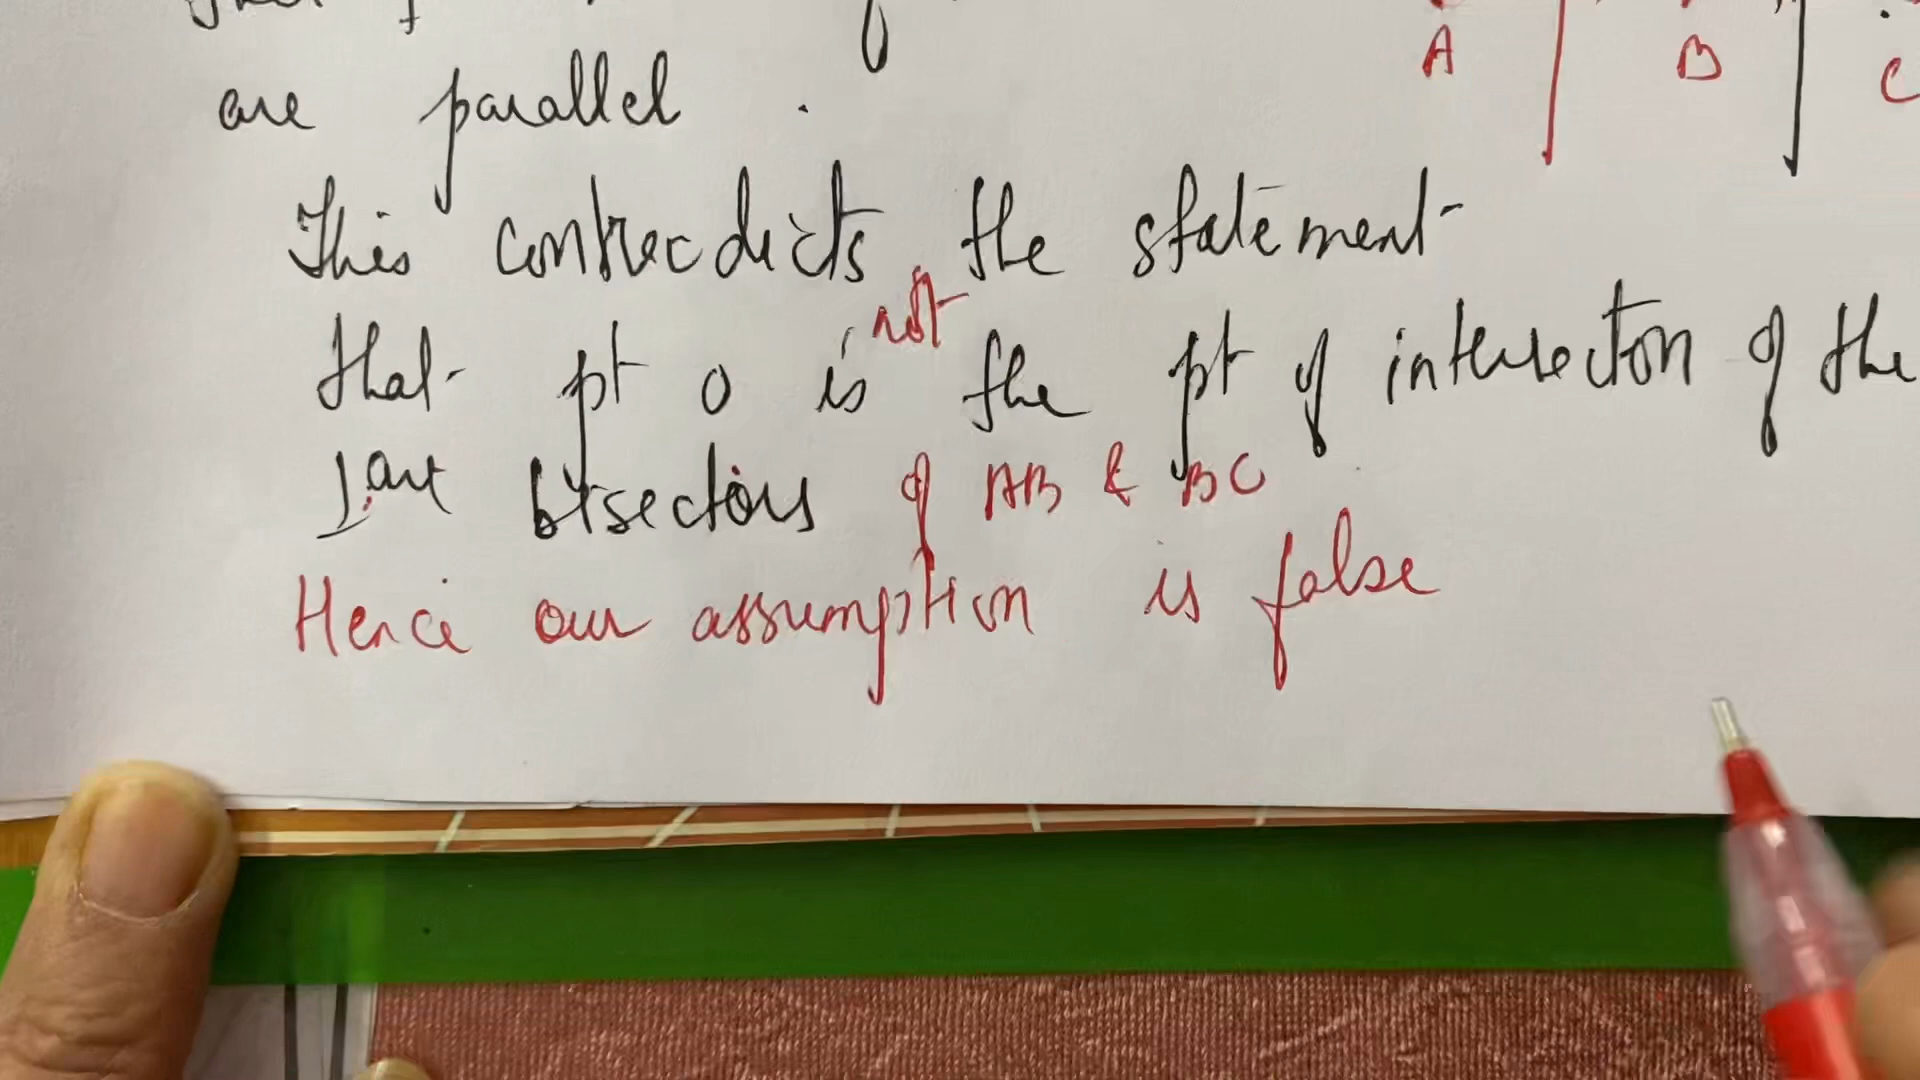 A B C
are parallel .
This contradicts the statement
that pt O is not the pt of intersection of the
bisectors of AB & BC
Hence our assumption is false